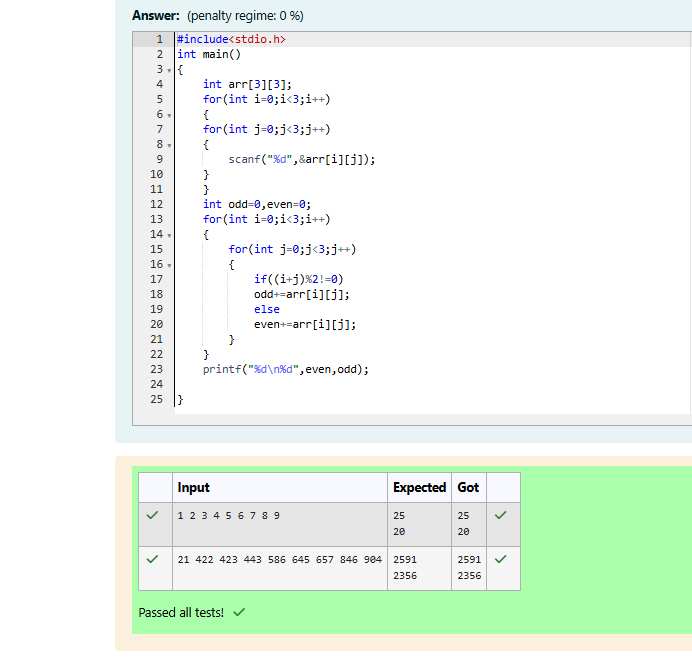 Answer: (penalty regime: 0 %)
1 #include<stdio.h>
2 int main()
3 {
4     int arr[3][3];
5     for(int i=0;i<3;i++)
6     {
7     for(int j=0;j<3;j++)
8     {
9         scanf("%d",&arr[i][j]);
10     }
11     }
12     int odd=0,even=0;
13     for(int i=0;i<3;i++)
14     {
15         for(int j=0;j<3;j++)
16         {
17             if((i+j)%2!=0)
18             odd+=arr[i][j];
19             else
20             even+=arr[i][j];
21         }
22     }
23     printf("%d\n%d",even,odd);
24
25 }
Input Expected Got
1 2 3 4 5 6 7 8 9 25 25
20 20
21 422 423 443 586 645 657 846 904 2591 2591
2356 2356
Passed all tests!